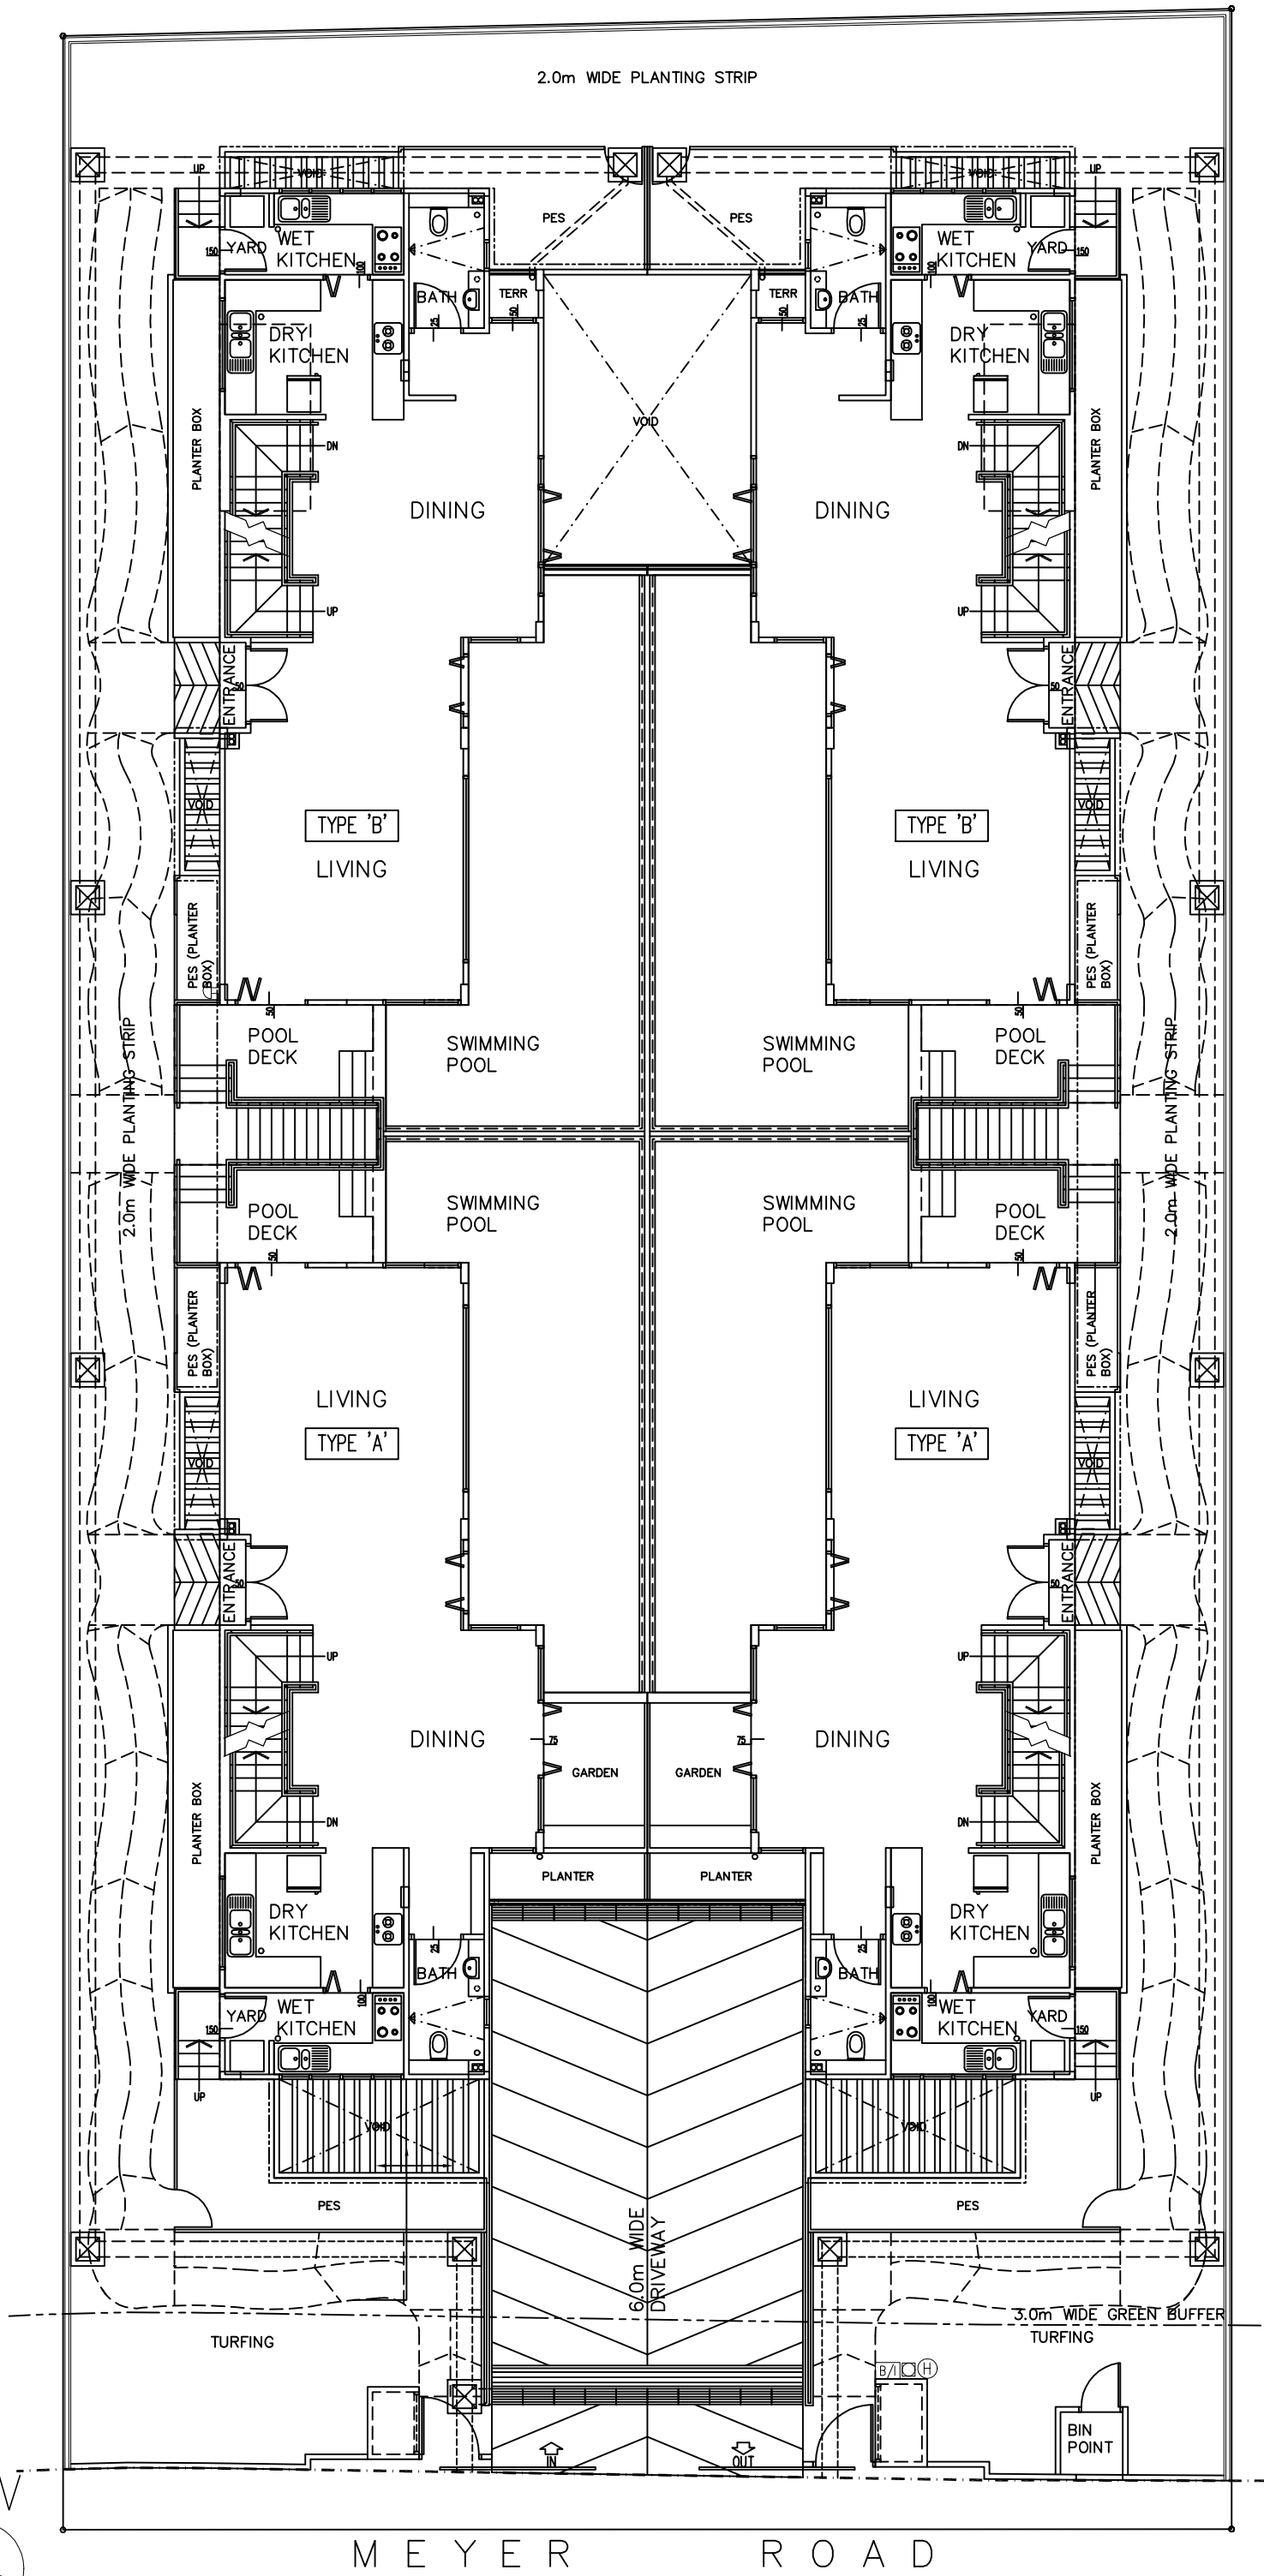 2.0m WIDE PLANTING STRIP
UP
VOID
VOID
UP
PES
PES
150
YARD
WET
KITCHEN
100
WET
KITCHEN
100
YARD
150
BATH
25
TERR
50
TERR
50
BATH
25
DRY
KITCHEN
DRY
KITCHEN
PLANTER BOX
DN
VOID
DN
PLANTER BOX
DINING
DINING
UP
UP
ENTRANCE
50
50
ENTRANCE
VOID
TYPE 'B'
LIVING
TYPE 'B'
LIVING
VOID
PES (PLANTER
BOX)
PES (PLANTER
BOX)
50
50
2.0m WIDE PLANTING STRIP
POOL
DECK
SWIMMING
POOL
SWIMMING
POOL
POOL
DECK
2.0m WIDE PLANTING STRIP
POOL
DECK
SWIMMING
POOL
SWIMMING
POOL
POOL
DECK
50
50
PES (PLANTER
BOX)
PES (PLANTER
BOX)
LIVING
TYPE 'A'
LIVING
TYPE 'A'
VOID
VOID
ENTRANCE
50
50
ENTRANCE
UP
UP
DINING
75
75
DINING
GARDEN
GARDEN
PLANTER BOX
DN
DN
PLANTER BOX
PLANTER
PLANTER
DRY
KITCHEN
DRY
KITCHEN
25
BATH
25
BATH
150
YARD
WET
KITCHEN
100
100
WET
KITCHEN
YARD
150
UP
UP
VOID
VOID
PES
PES
6.0m WIDE
DRIVEWAY
3.0m WIDE GREEN BUFFER
TURFING
TURFING
B/I
H
BIN
POINT
IN
OUT
MEYER ROAD